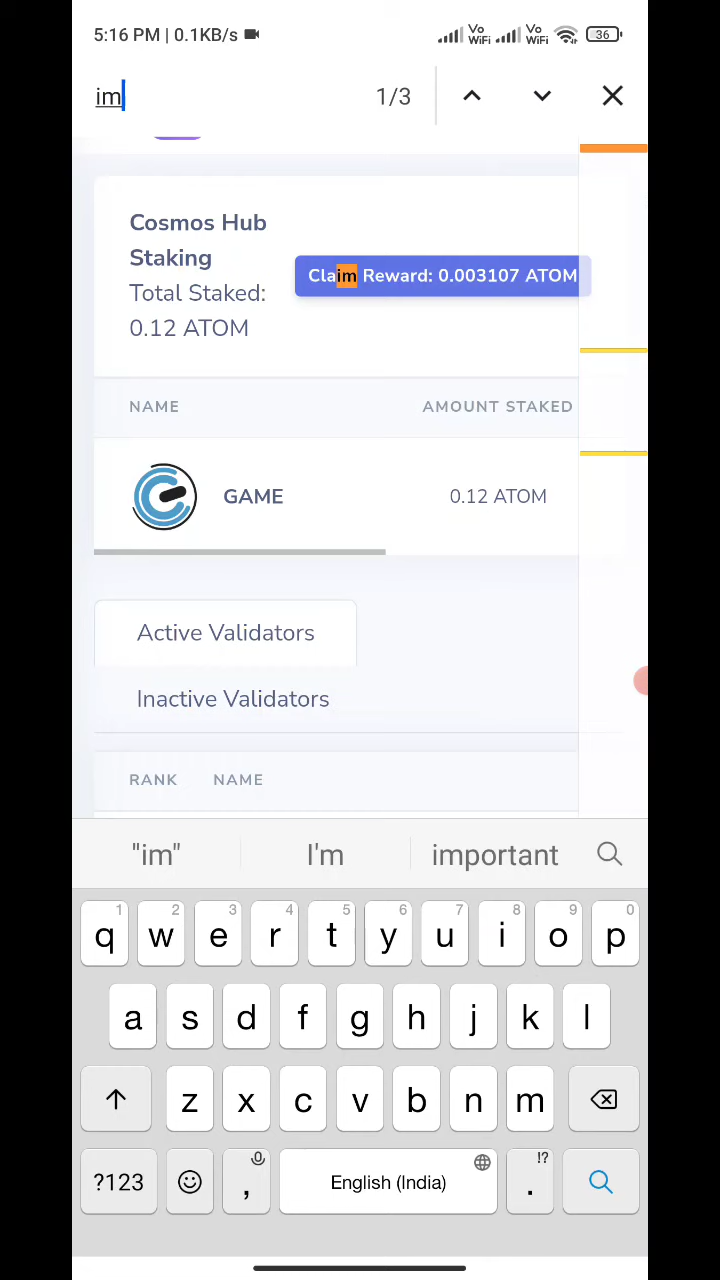 5:16 PM | 0.1KB/s
Vo WiFi Vo WiFi 36
im 1/3
Cosmos Hub
Staking
Claim Reward: 0.003107 ATOM
Total Staked:
0.12 ATOM
NAME AMOUNT STAKED
GAME 0.12 ATOM
Active Validators
Inactive Validators
RANK NAME
"im" I'm important
1 2 3 4 5 6 7 8 9 0
q w e r t y u i o p
a s d f g h j k l
z x c v b n m
?123 , English (India) . !?